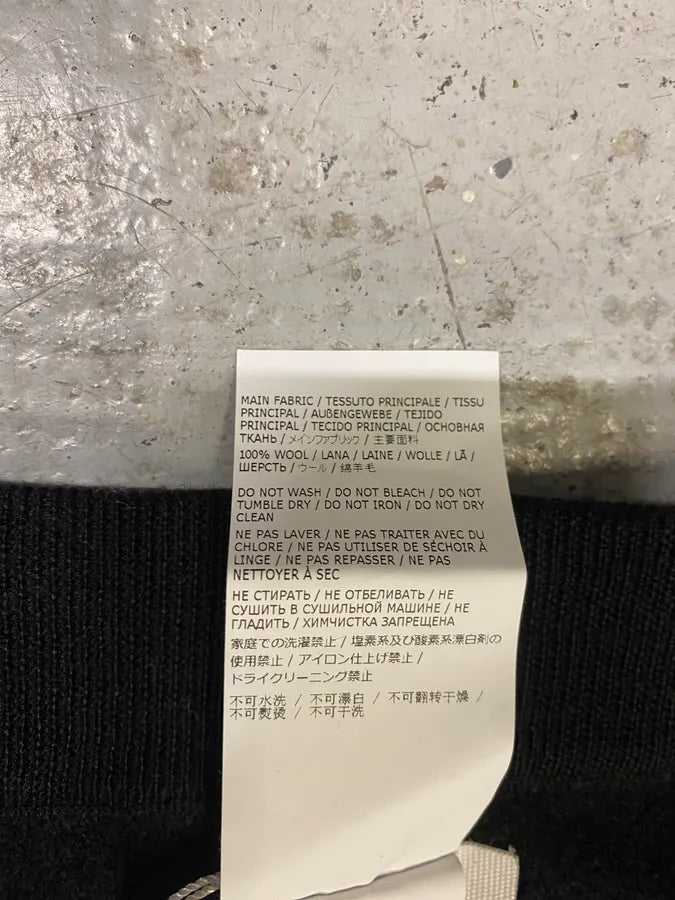 MAIN FABRIC / TESSUTO PRINCIPALE / TISSU
PRINCIPAL / AUßENGEWEBE / TEJIDO
PRINCIPAL / TECIDO PRINCIPAL / ОСНОВНАЯ
ТКАНЬ / メインファブリック / 主要面料
100% WOOL / LANA / LAINE / WOLLE / LÃ /
ШЕРСТЬ / ウール / 绵羊毛
DO NOT WASH / DO NOT BLEACH / DO NOT
TUMBLE DRY / DO NOT IRON / DO NOT DRY
CLEAN
NE PAS LAVER / NE PAS TRAITER AVEC DU
CHLORE / NE PAS UTILISER DE SÉCHOIR À
LINGE / NE PAS REPASSER / NE PAS
NETTOYER À SEC
НЕ СТИРАТЬ / НЕ ОТБЕЛИВАТЬ / НЕ
СУШИТЬ В СУШИЛЬНОЙ МАШИНЕ / НЕ
ГЛАДИТЬ / ХИМЧИСТКА ЗАПРЕЩЕНА
家庭での洗濯禁止 / 塩素系及び酸素系漂白剤の
使用禁止 / アイロン仕上げ禁止 /
ドライクリーニング禁止
不可水洗 / 不可漂白 / 不可翻转干燥 /
不可熨烫 / 不可干洗